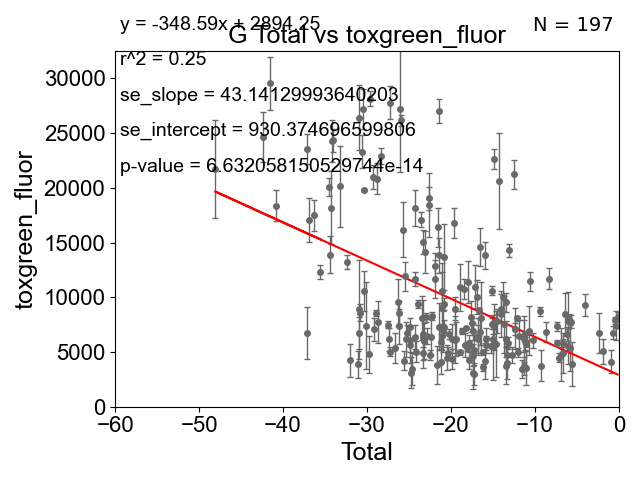 y = -348.59x + 2894.25
N = 197
G Total vs toxgreen_fluor
r^2 = 0.25
se_slope = 43.14129993640203
se_intercept = 930.374696599806
p-value = 6.632058150529744e-14
30000
25000
20000
15000
10000
5000
0
toxgreen_fluor
−60
−50
−40
−30
−20
−10
0
Total